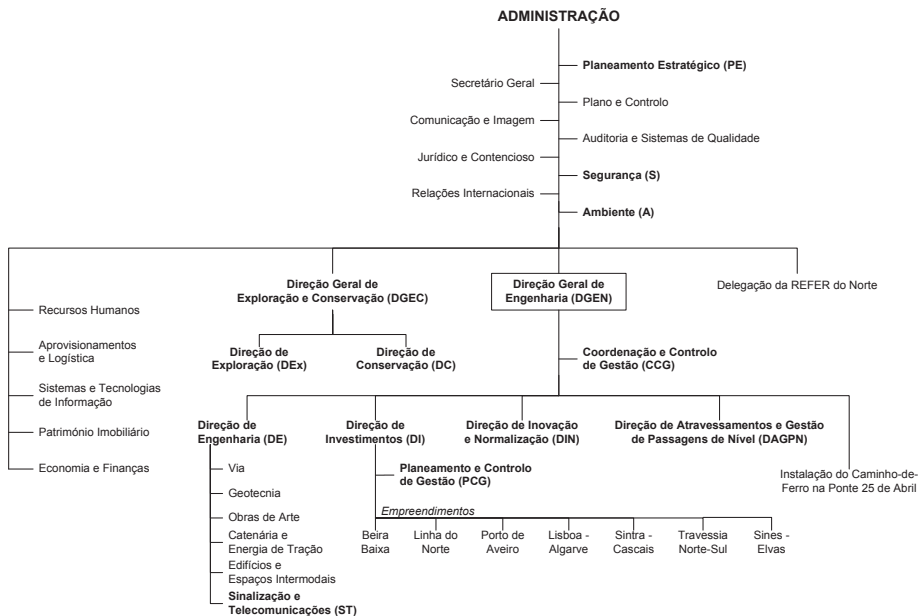 ADMINISTRAÇÃO
Planeamento Estratégico (PE)
Secretário Geral
Plano e Controlo
Comunicação e Imagem
Auditoria e Sistemas de Qualidade
Jurídico e Contencioso
Segurança (S)
Relações Internacionais
Ambiente (A)
Recursos Humanos
Aprovisionamentos
e Logística
Sistemas e Tecnologias
de Informação
Património Imobiliário
Economia e Finanças
Direção Geral de
Exploração e Conservação (DGEC)
Direção de
Exploração (DEx)
Direção de
Conservação (DC)
Direção Geral de
Engenharia (DGEN)
Delegação da REFER do Norte
Coordenação e Controlo
de Gestão (CCG)
Direção de
Engenharia (DE)
Via
Geotecnia
Obras de Arte
Catenária e
Energia de Tração
Edifícios e
Espaços Intermodais
Sinalização e
Telecomunicações (ST)
Direção de
Investimentos (DI)
Planeamento e Controlo
de Gestão (PCG)
Empreendimentos
Beira
Baixa
Linha do
Norte
Porto de
Aveiro
Lisboa -
Algarve
Sintra -
Cascais
Travessia
Norte-Sul
Sines -
Elvas
Direção de Inovação
e Normalização (DIN)
Direção de Atravessamentos e Gestão
de Passagens de Nível (DAGPN)
Instalação do Caminho-de-
Ferro na Ponte 25 de Abril